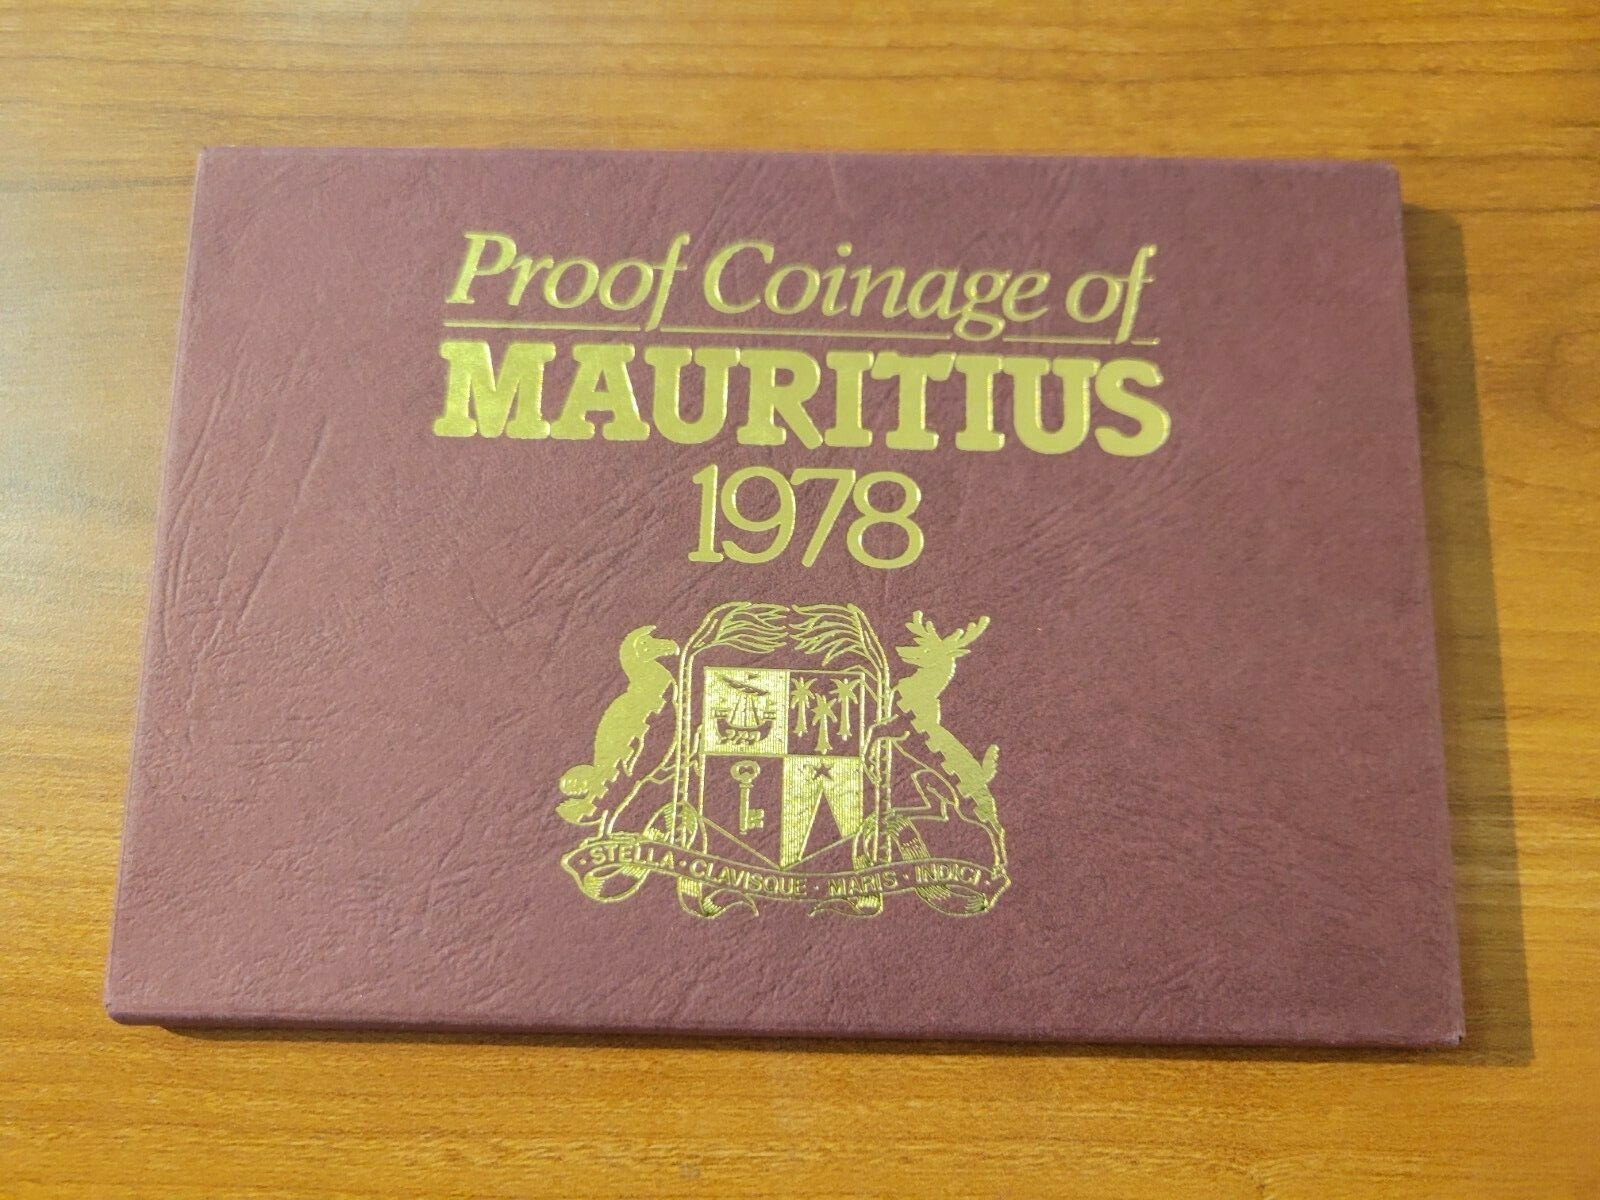 Proof Coinage of
MAURITIUS
1978
· STELLA · CLAVISQUE · MARIS · INDICI ·